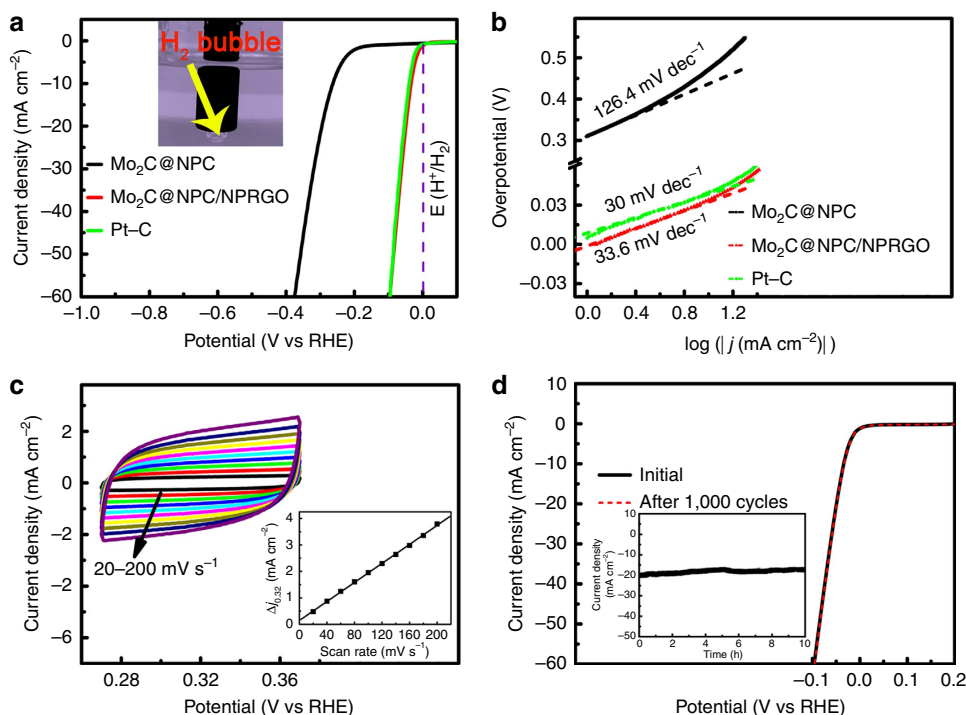 a
H₂ bubble
Mo₂C@NPC
Mo₂C@NPC/NPRGO
Pt–C
E (H⁺/H₂)
0
–10
–20
–30
–40
–50
–60
Current density (mA cm⁻²)
–1.0 –0.8 –0.6 –0.4 –0.2 0.0
Potential (V vs RHE)
b
126.4 mV dec⁻¹
30 mV dec⁻¹
33.6 mV dec⁻¹
Mo₂C@NPC
Mo₂C@NPC/NPRGO
Pt–C
0.5
0.4
0.3
0.03
0.00
–0.03
Overpotential (V)
0.0 0.4 0.8 1.2
log (| j (mA cm⁻²)|)
c
2
0
–2
–4
–6
Current density (mA cm⁻²)
20–200 mV s⁻¹
4
3
2
1
0
Δj₀.₃₂ (mA cm⁻²)
0 40 80 120 160 200
Scan rate (mV s⁻¹)
0.28 0.32 0.36
Potential (V vs RHE)
d
10
0
–10
–20
–30
–40
–50
–60
Current density (mA cm⁻²)
Initial
After 1,000 cycles
10
0
–10
–20
–30
–40
–50
Current density
(mA cm⁻²)
0 2 4 6 8 10
Time (h)
–0.1 0.0 0.1 0.2
Potential (V vs RHE)